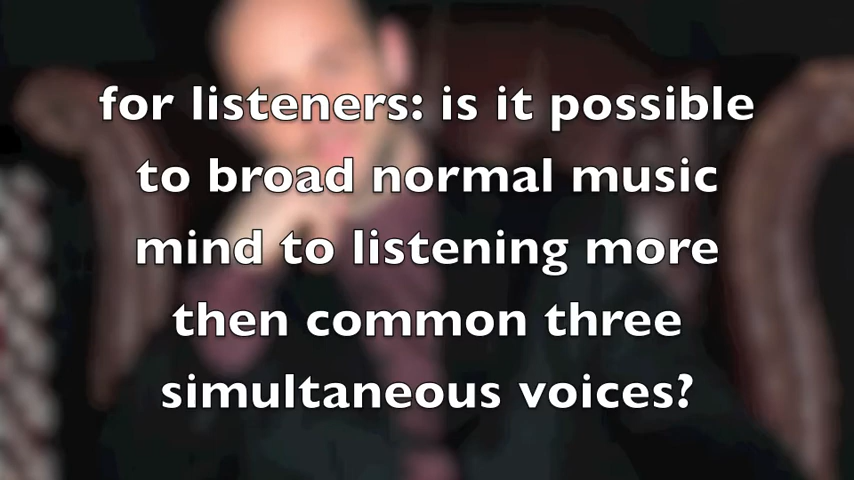 for listeners: is it possible
to broad normal music
mind to listening more
then common three
simultaneous voices?